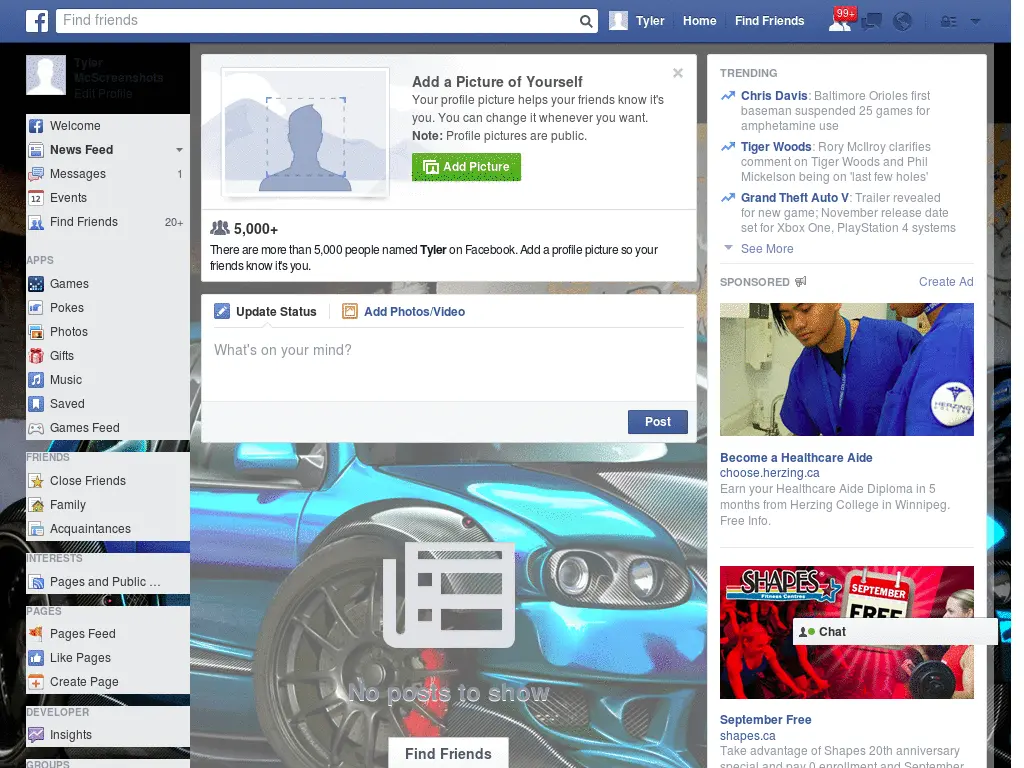 Find friends
Tyler
Home
Find Friends
99+
Tyler
McScreenshots
Edit Profile
Welcome
News Feed
Messages 1
12 Events
Find Friends 20+
APPS
Games
Pokes
Photos
Gifts
Music
Saved
Games Feed
FRIENDS
Close Friends
Family
Acquaintances
INTERESTS
Pages and Public ...
PAGES
Pages Feed
Like Pages
Create Page
DEVELOPER
Insights
GROUPS
Add a Picture of Yourself
Your profile picture helps your friends know it's
you. You can change it whenever you want.
Note: Profile pictures are public.
Add Picture
5,000+
There are more than 5,000 people named Tyler on Facebook. Add a profile picture so your
friends know it's you.
Update Status
Add Photos/Video
What's on your mind?
Post
No posts to show
Find Friends
TRENDING
Chris Davis: Baltimore Orioles first
baseman suspended 25 games for
amphetamine use
Tiger Woods: Rory McIlroy clarifies
comment on Tiger Woods and Phil
Mickelson being on 'last few holes'
Grand Theft Auto V: Trailer revealed
for new game; November release date
set for Xbox One, PlayStation 4 systems
See More
SPONSORED
Create Ad
HERZING
COLLEGE
Become a Healthcare Aide
choose.herzing.ca
Earn your Healthcare Aide Diploma in 5
months from Herzing College in Winnipeg.
Free Info.
SHAPES
Fitness Centres
SEPTEMBER
FREE
Chat
September Free
shapes.ca
Take advantage of Shapes 20th anniversary
special and pay 0 enrollment and September